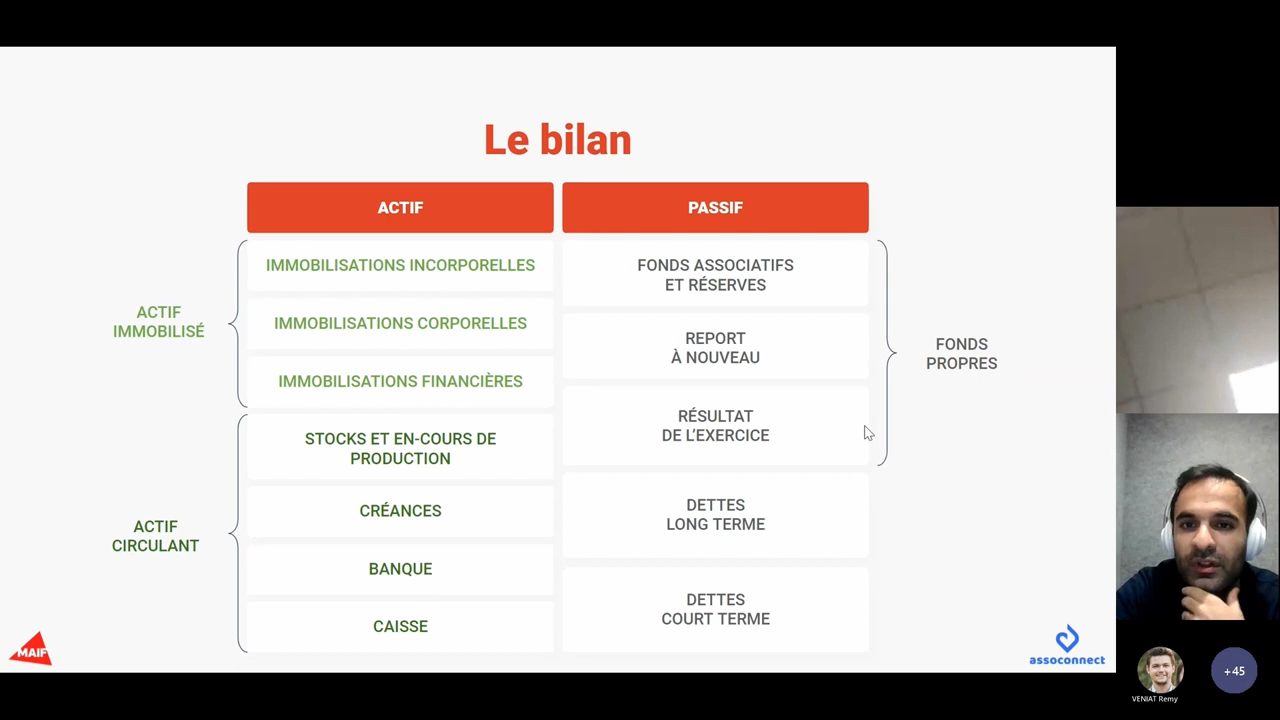 Le bilan
ACTIF
PASSIF
ACTIF
IMMOBILISÉ
IMMOBILISATIONS INCORPORELLES
IMMOBILISATIONS CORPORELLES
IMMOBILISATIONS FINANCIÈRES
ACTIF
CIRCULANT
STOCKS ET EN-COURS DE
PRODUCTION
CRÉANCES
BANQUE
CAISSE
FONDS ASSOCIATIFS
ET RÉSERVES
REPORT
À NOUVEAU
RÉSULTAT
DE L’EXERCICE
FONDS
PROPRES
DETTES
LONG TERME
DETTES
COURT TERME
MAIF
assoconnect
VENIAT Remy
+45